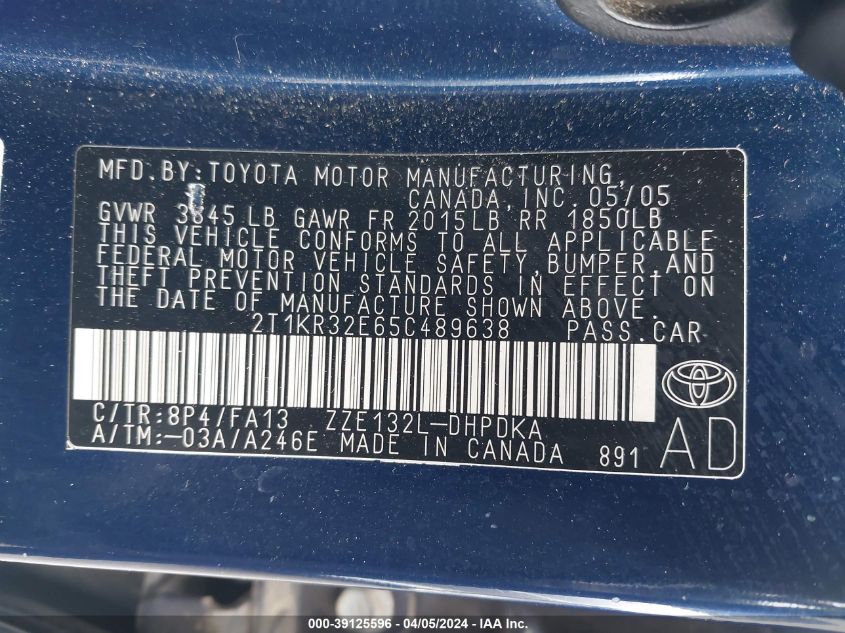 MFD.BY:TOYOTA MOTOR MANUFACTURING,
CANADA,INC. 05/05
GVWR 3645 LB GAWR FR 2015LB RR 1850LB
THIS VEHICLE CONFORMS TO ALL APPLICABLE
FEDERAL MOTOR VEHICLE SAFETY,BUMPER,AND
THEFT PREVENTION STANDARDS IN EFFECT ON
THE DATE OF MANUFACTURE SHOWN ABOVE.
2T1KR32E65C489638 PASS.CAR
C/TR:8P4/FA13 ZZE132L-DHPDKA
A/TM:-03A/A246E MADE IN CANADA 891 AD
000-39125596 - 04/05/2024 - IAA Inc.